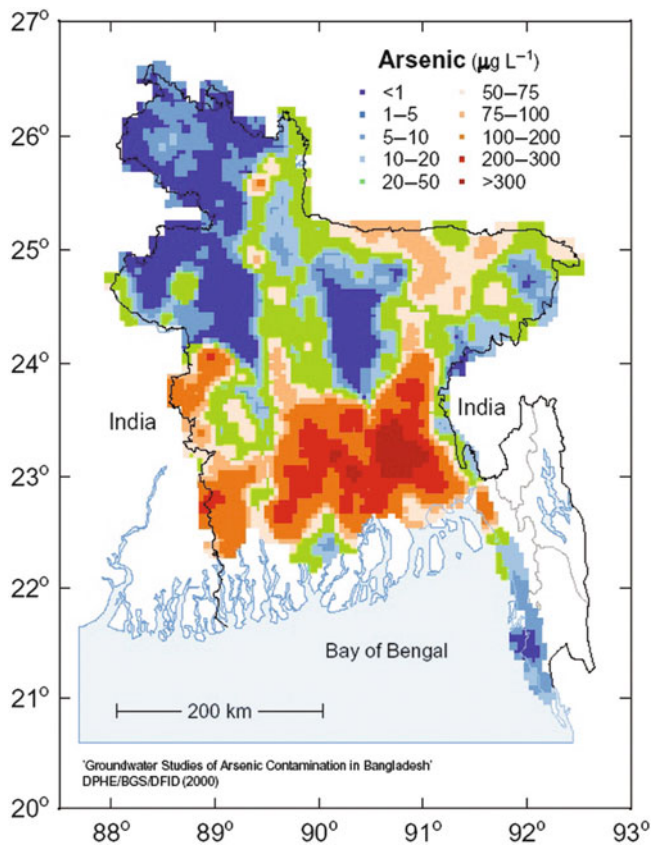 27°
26°
25°
24°
23°
22°
21°
20°
Arsenic (µg L⁻¹)
<1
1–5
5–10
10–20
20–50
50–75
75–100
100–200
200–300
>300
India
India
Bay of Bengal
200 km
'Groundwater Studies of Arsenic Contamination in Bangladesh'
DPHE/BGS/DFID (2000)
88° 89° 90° 91° 92° 93°